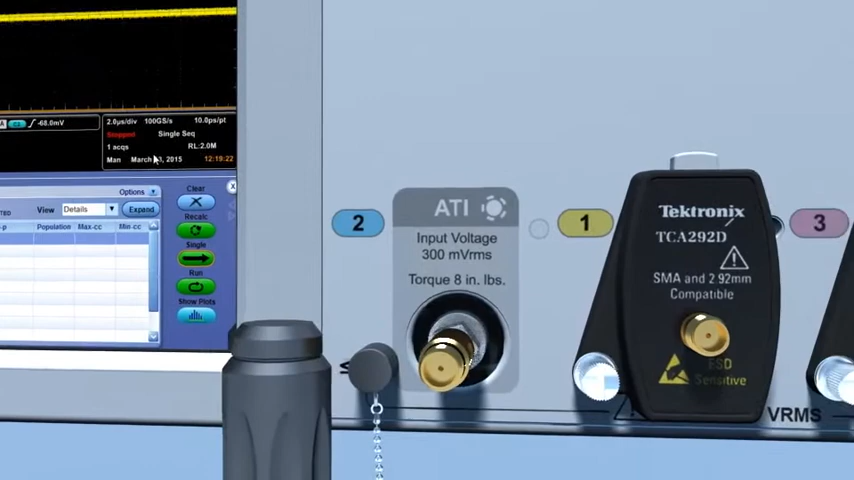 -68.0mV
2.0µs/div 100GS/s 10.0ps/pt
Stopped Single Seq
1 acqs RL:2.0M
Man March 2015 12:19:22
Options
View Details Expand
Population Max-cc Min-cc
Clear
Recalc
Single
Run
Show Plots
2
ATI
Input Voltage
300 mVrms
Torque 8 in. lbs.
1
Tektronix
TCA292D
SMA and 2.92mm
Compatible
ESD
Sensitive
3
VRMS